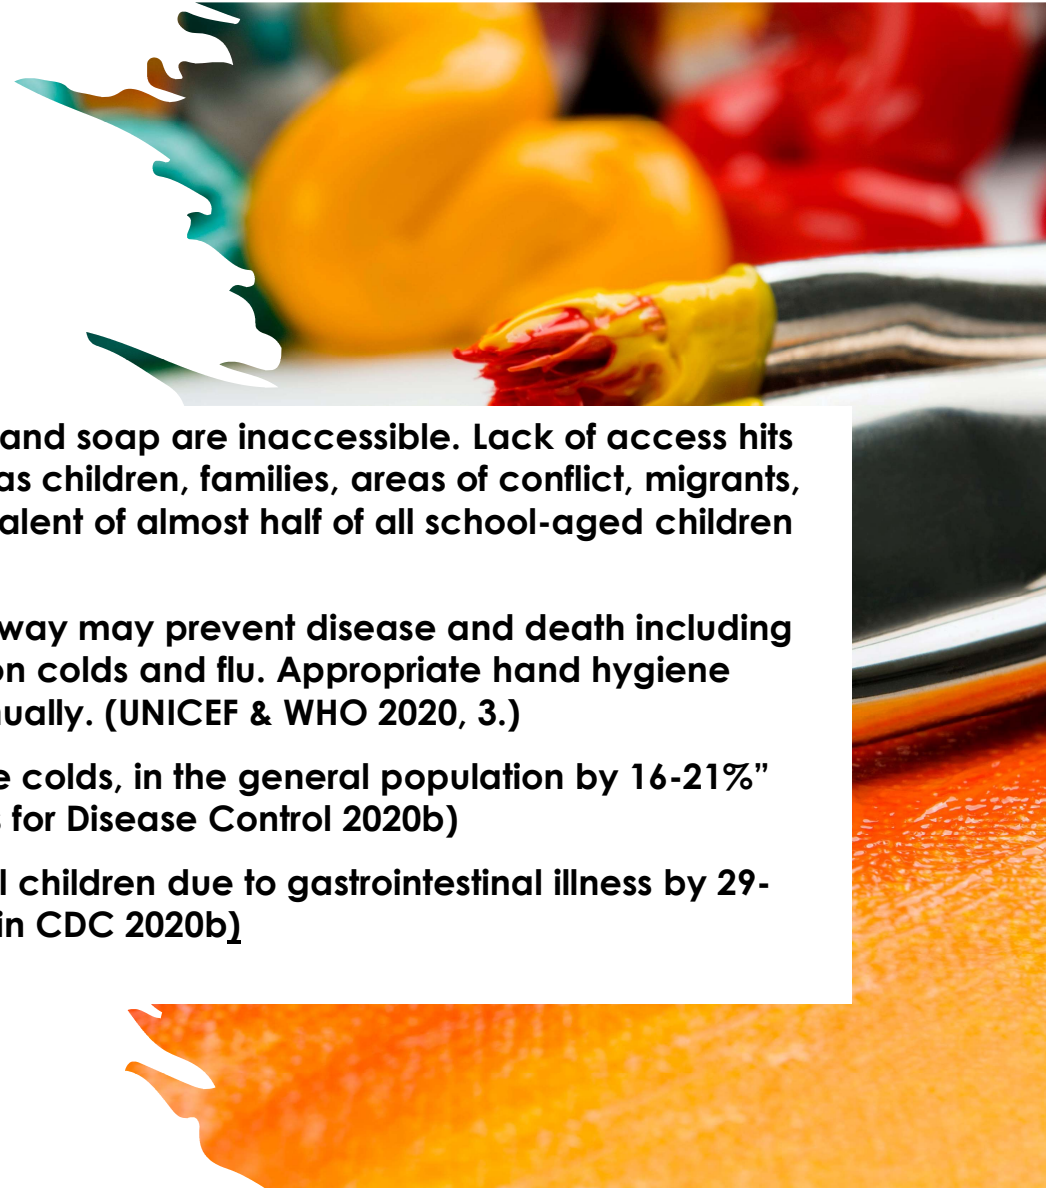 and soap are inaccessible. Lack of access hits
as children, families, areas of conflict, migrants,
alent of almost half of all school-aged children
way may prevent disease and death including
on colds and flu. Appropriate hand hygiene
ually. (UNICEF & WHO 2020, 3.)
e colds, in the general population by 16-21%”
s for Disease Control 2020b)
l children due to gastrointestinal illness by 29-
in CDC 2020b)